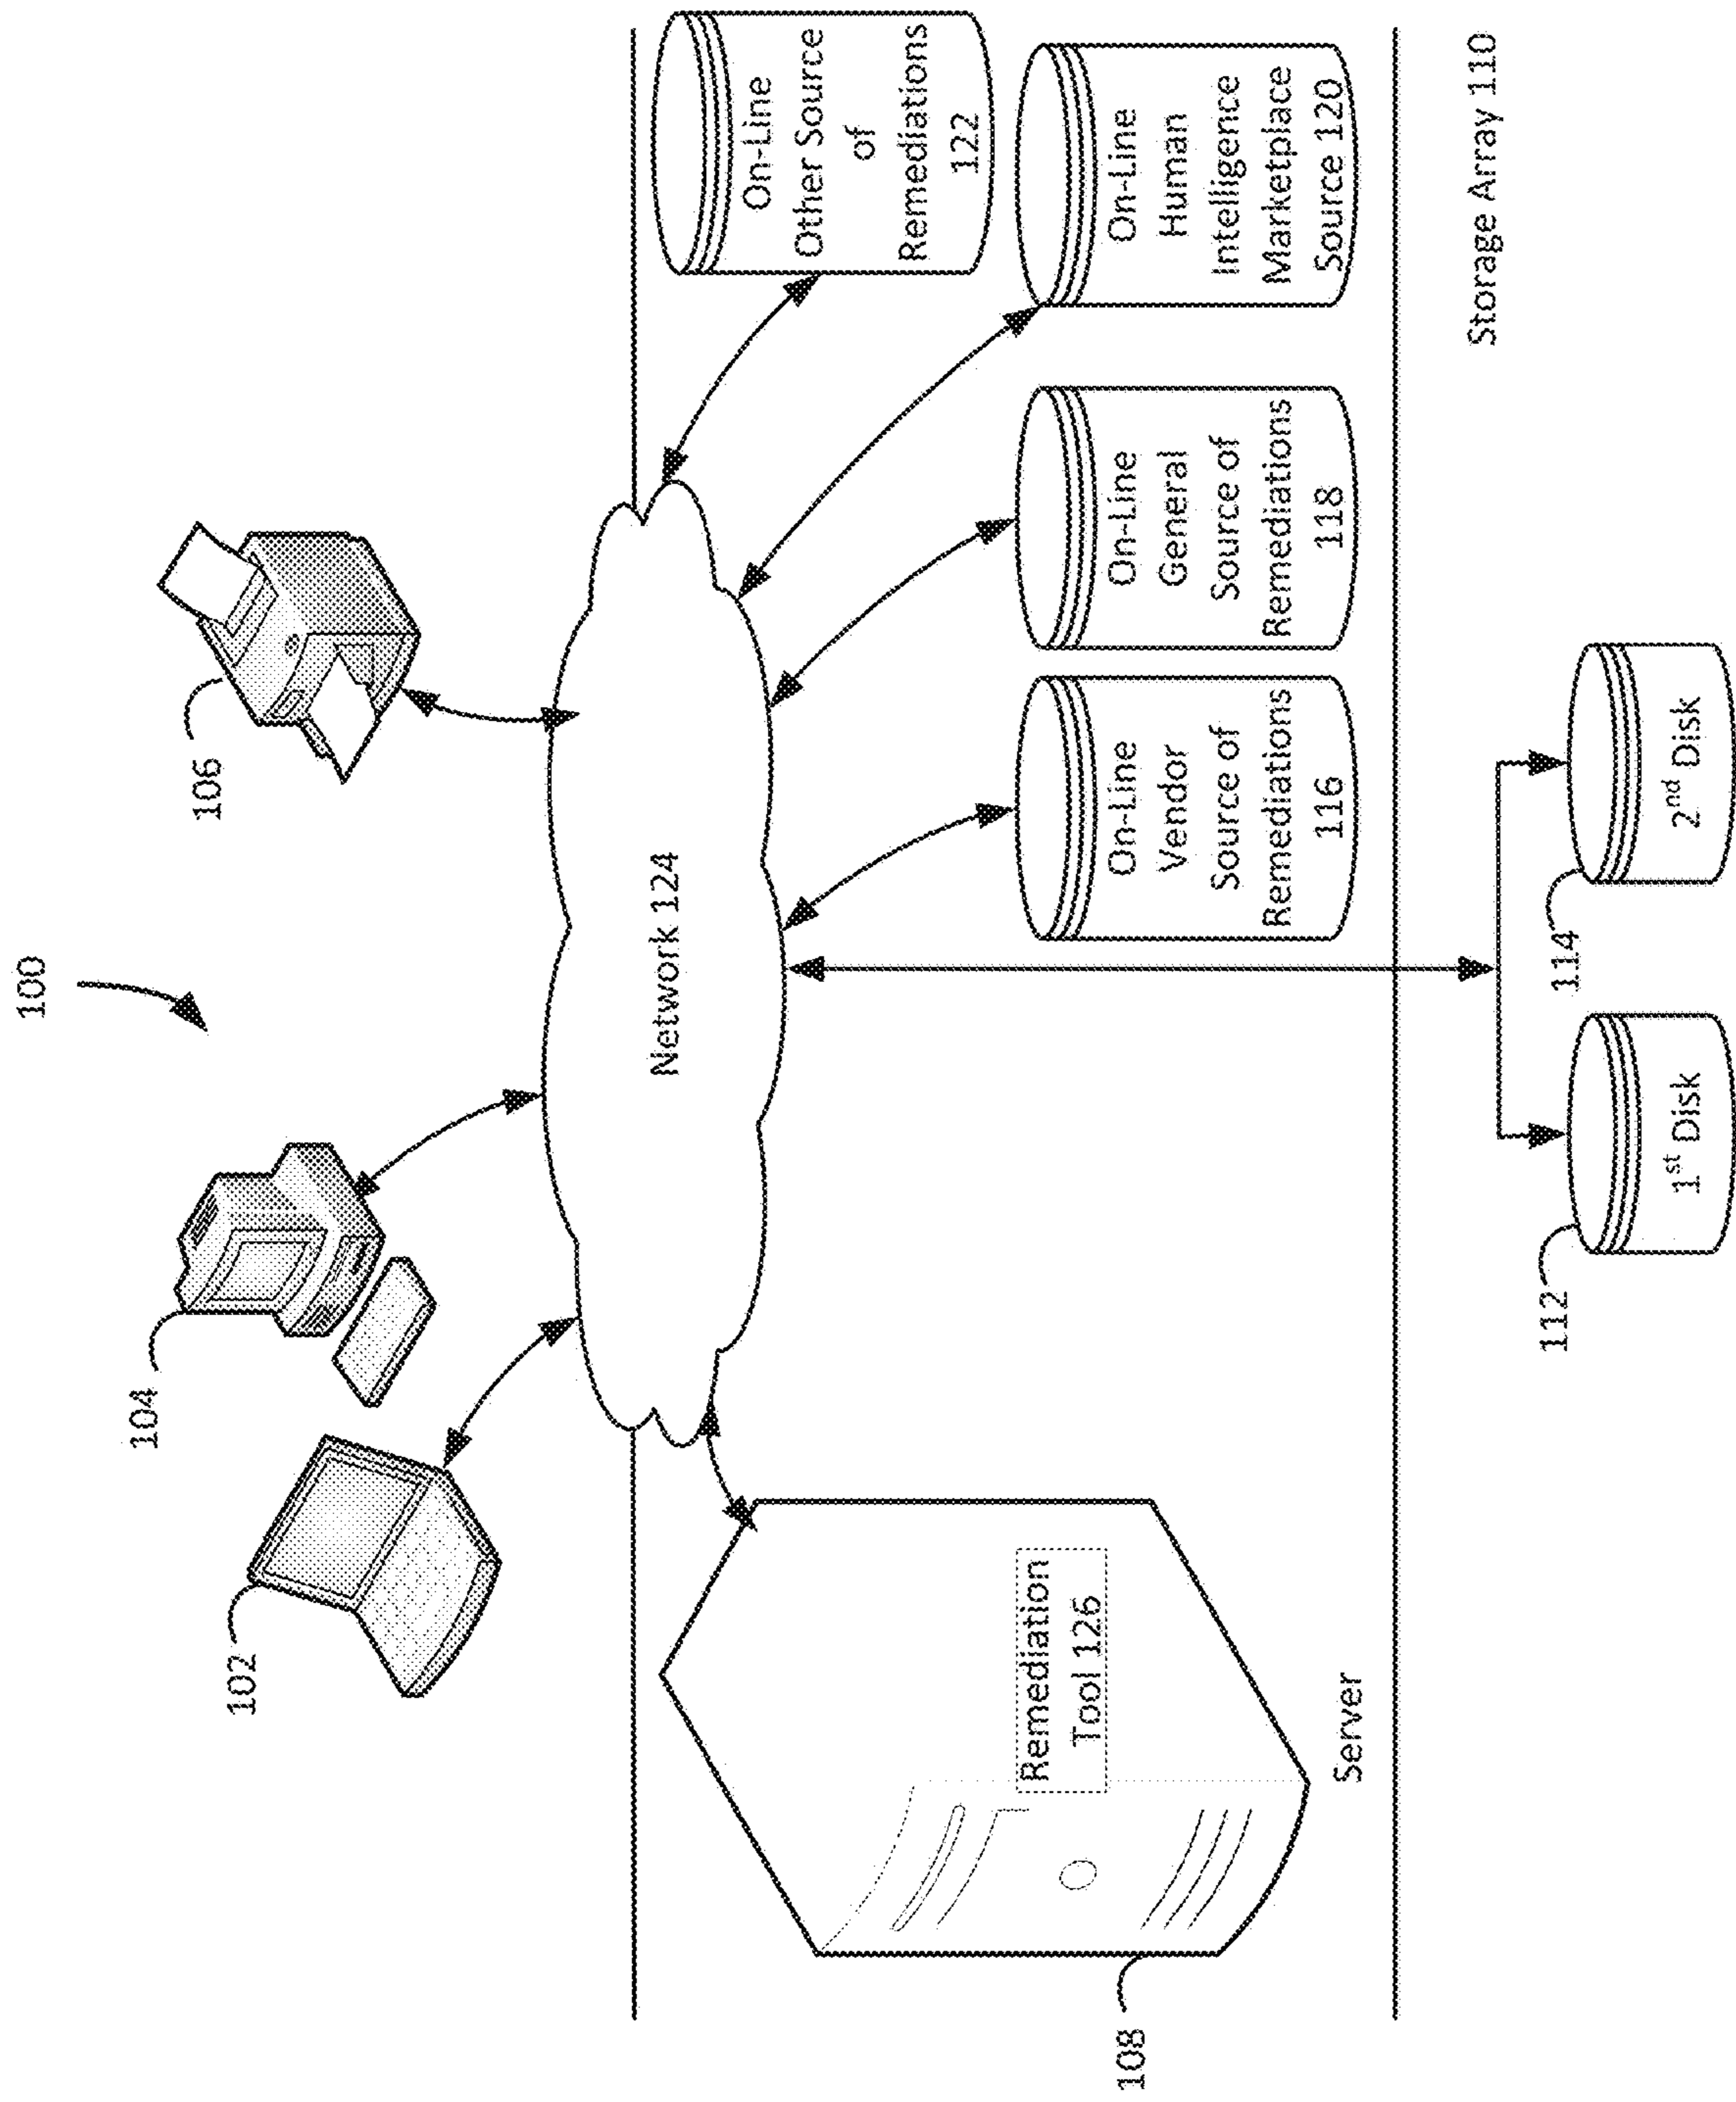 100
106
104
102
Network 124
On-Line
Other Source
of
Remediations
122
Remediation
Tool 126
Server
108
On-Line
Vendor
Source of
Remediations
116
On-Line
General
Source of
Remediations
118
On-Line
Human
Intelligence
Marketplace
Source 120
Storage Array 110
112
1st Disk
114
2nd Disk